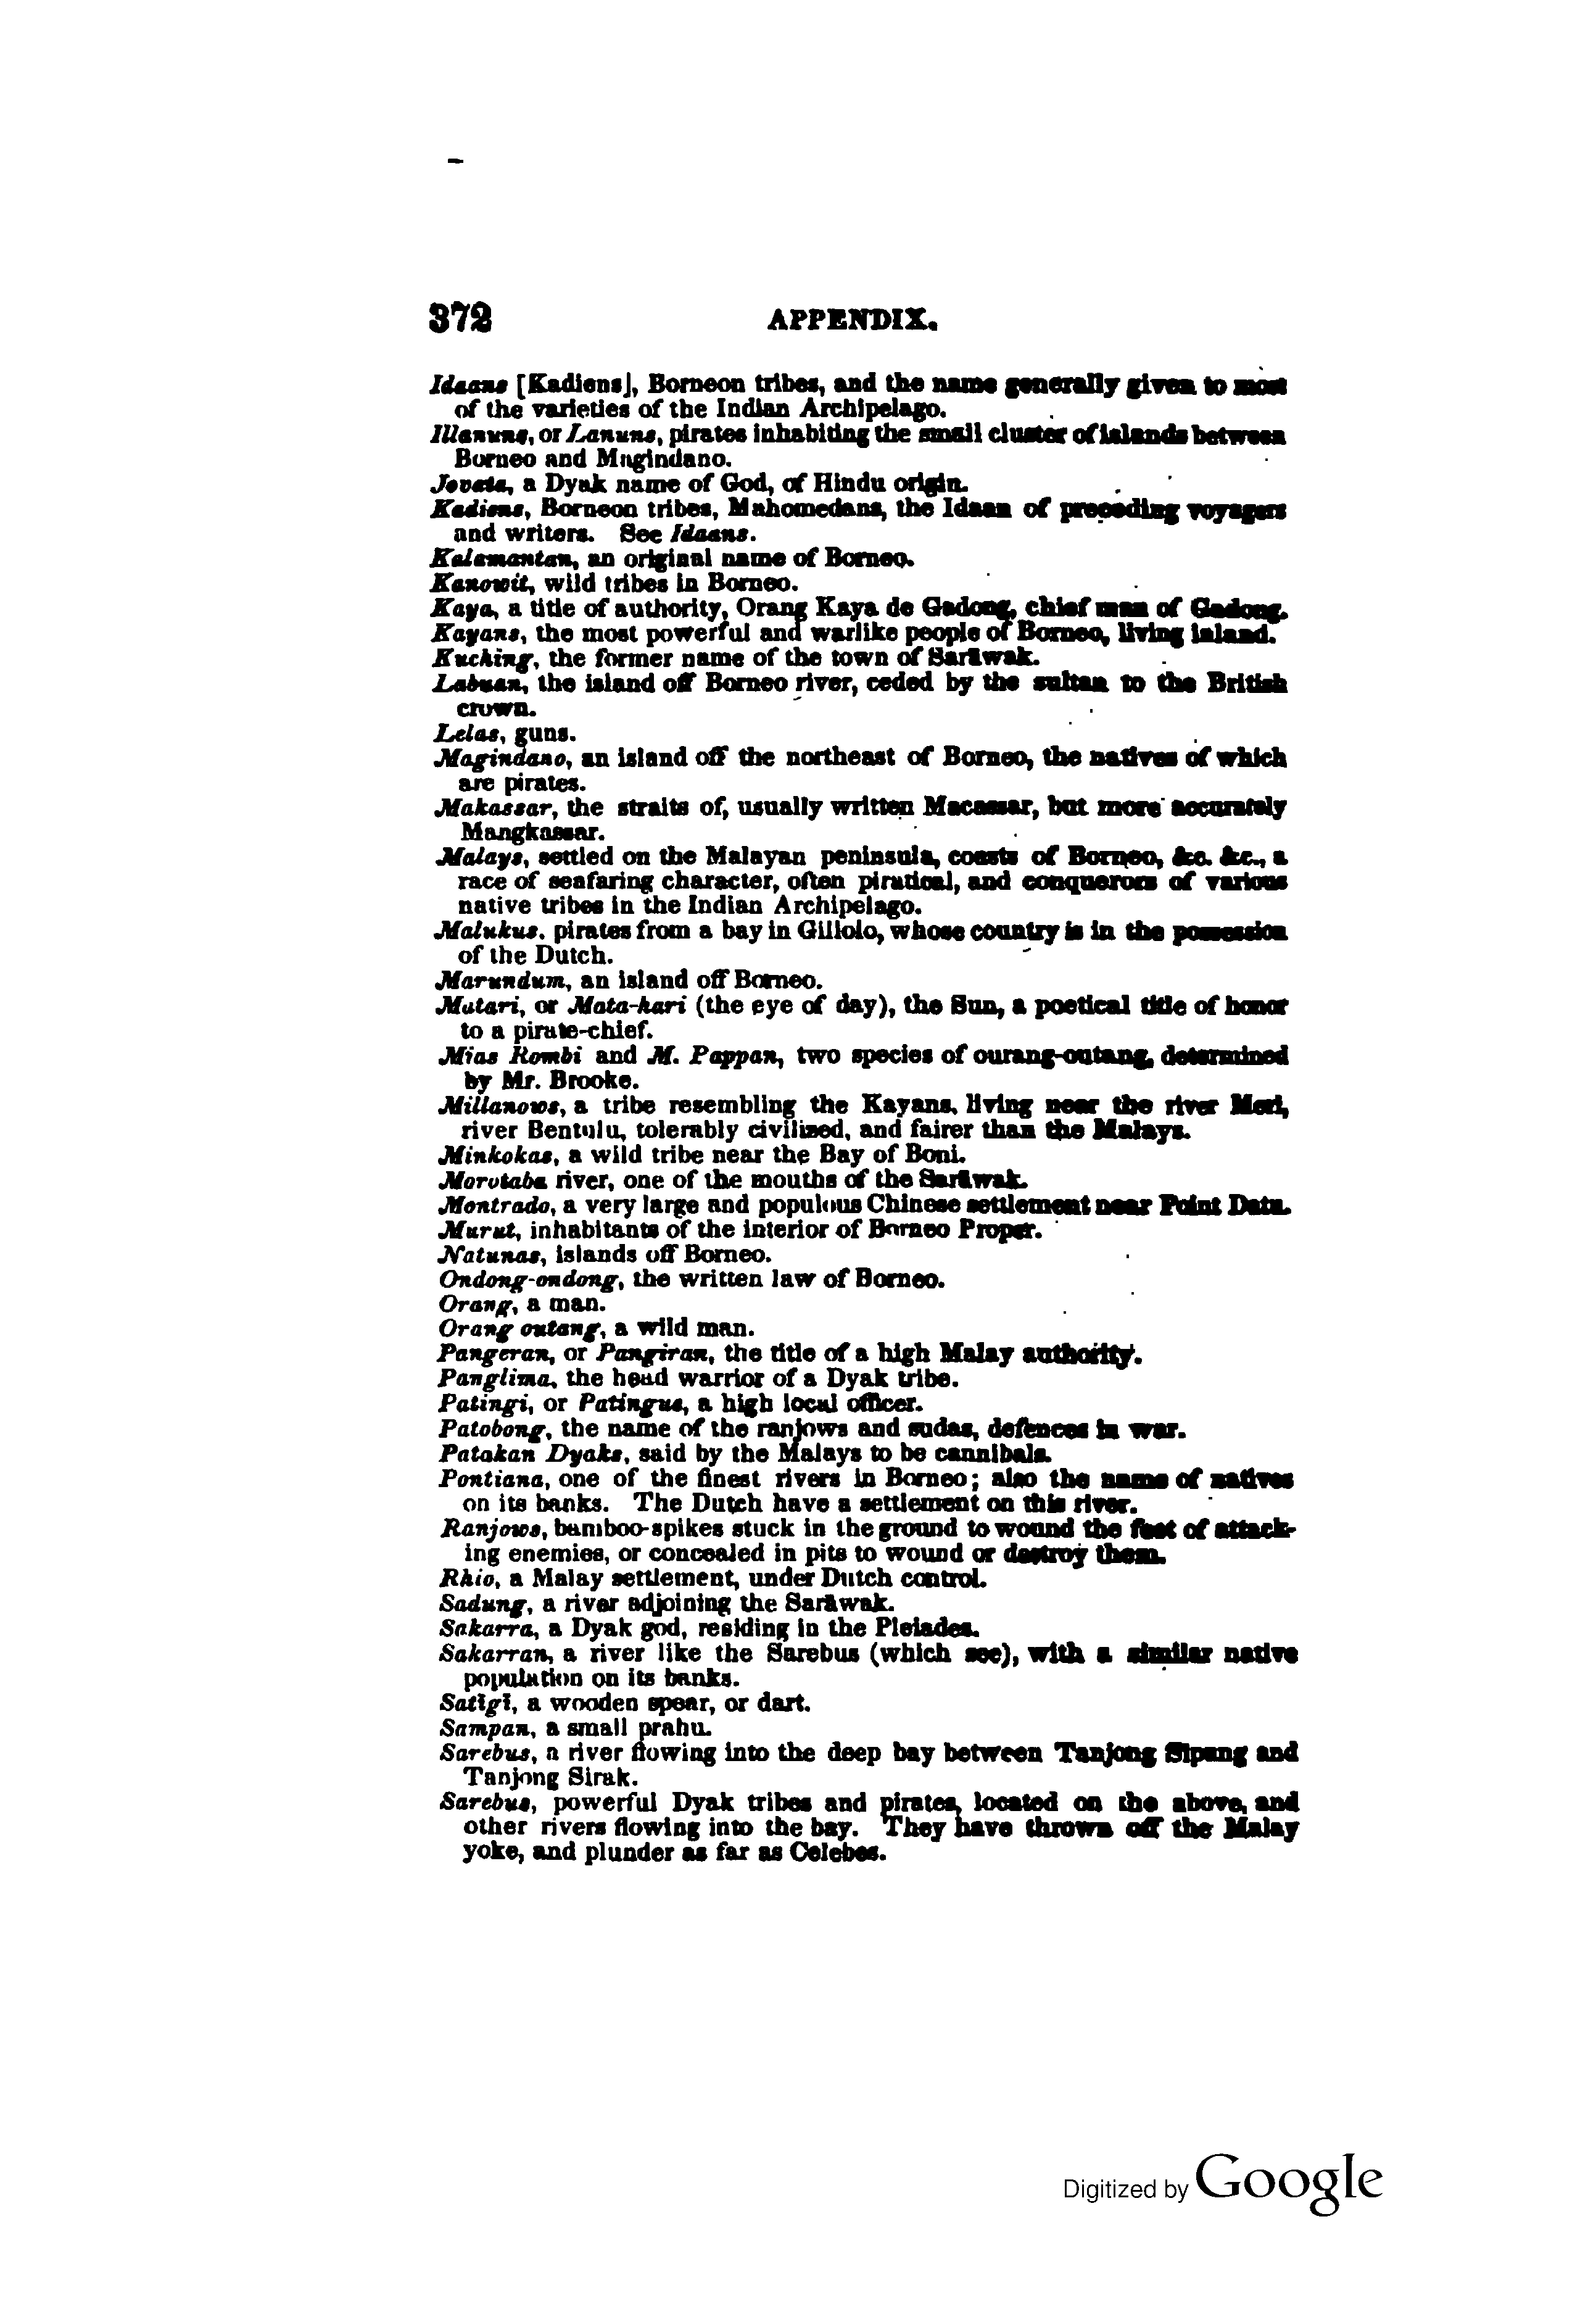 372 APPENDIX.
Idaans [Kadiens], Borneon tribes, and the name generally given to most
of the varieties of the Indian Archipelago.
Illanuns, or Lanuns, pirates inhabiting the small cluster of islands between
Borneo and Magindano.
Jovata, a Dyak name of God, of Hindu origin.
Kadiens, Borneon tribes, Mahomedans, the Idaan of preceding voyagers
and writers. See Idaans.
Kalamantan, an original name of Borneo.
Kanowit, wild tribes in Borneo.
Kaya, a title of authority, Orang Kaya de Gadong, chief man of Gadong.
Kayans, the most powerful and warlike people of Borneo, living inland.
Kuching, the former name of the town of Sarāwak.
Labuan, the island off Borneo river, ceded by the sultan to the British
crown.
Lelas, guns.
Magindano, an island off the northeast of Borneo, the natives of which
are pirates.
Makassar, the straits of, usually written Macassar, but more accurately
Mangkassar.
Malays, settled on the Malayan peninsula, coasts of Borneo, &c. &c., a
race of seafaring character, often piratical, and conquerors of various
native tribes in the Indian Archipelago.
Malukus, pirates from a bay in Gillolo, whose country is in the possession
of the Dutch.
Marundum, an island off Borneo.
Matari, or Mata-hari (the eye of day), the Sun, a poetical title of honor
to a pirate-chief.
Mias Rombi and M. Pappan, two species of ourang-outang, determined
by Mr. Brooke.
Millanows, a tribe resembling the Kayans, living near the river Meri,
river Bentulu, tolerably civilized, and fairer than the Malays.
Minkokas, a wild tribe near the Bay of Boni.
Morotaba river, one of the mouths of the Sarāwak.
Montrado, a very large and populous Chinese settlement near Point Data.
Murut, inhabitants of the interior of Borneo Proper.
Natunas, islands off Borneo.
Ondong-ondong, the written law of Borneo.
Orang, a man.
Orang outang, a wild man.
Pangeran, or Pangiran, the title of a high Malay authority.
Panglima, the head warrior of a Dyak tribe.
Patingi, or Patingus, a high local officer.
Patobong, the name of the ranjows and sudas, defences in war.
Patakan Dyaks, said by the Malays to be cannibals.
Pontiana, one of the finest rivers in Borneo; also the name of natives
on its banks. The Dutch have a settlement on this river.
Ranjows, bamboo-spikes stuck in the ground to wound the feet of attack-
ing enemies, or concealed in pits to wound or destroy them.
Rhio, a Malay settlement, under Dutch control.
Sadung, a river adjoining the Sarāwak.
Sakarra, a Dyak god, residing in the Pleiades.
Sakarran, a river like the Sarebus (which see), with a similar native
population on its banks.
Satīgī, a wooden spear, or dart.
Sampan, a small prahu.
Sarebus, a river flowing into the deep bay between Tanjong Sipang and
Tanjong Sirak.
Sarebus, powerful Dyak tribes and pirates, located on the above, and
other rivers flowing into the bay. They have thrown off the Malay
yoke, and plunder as far as Celebes.
Digitized by Google